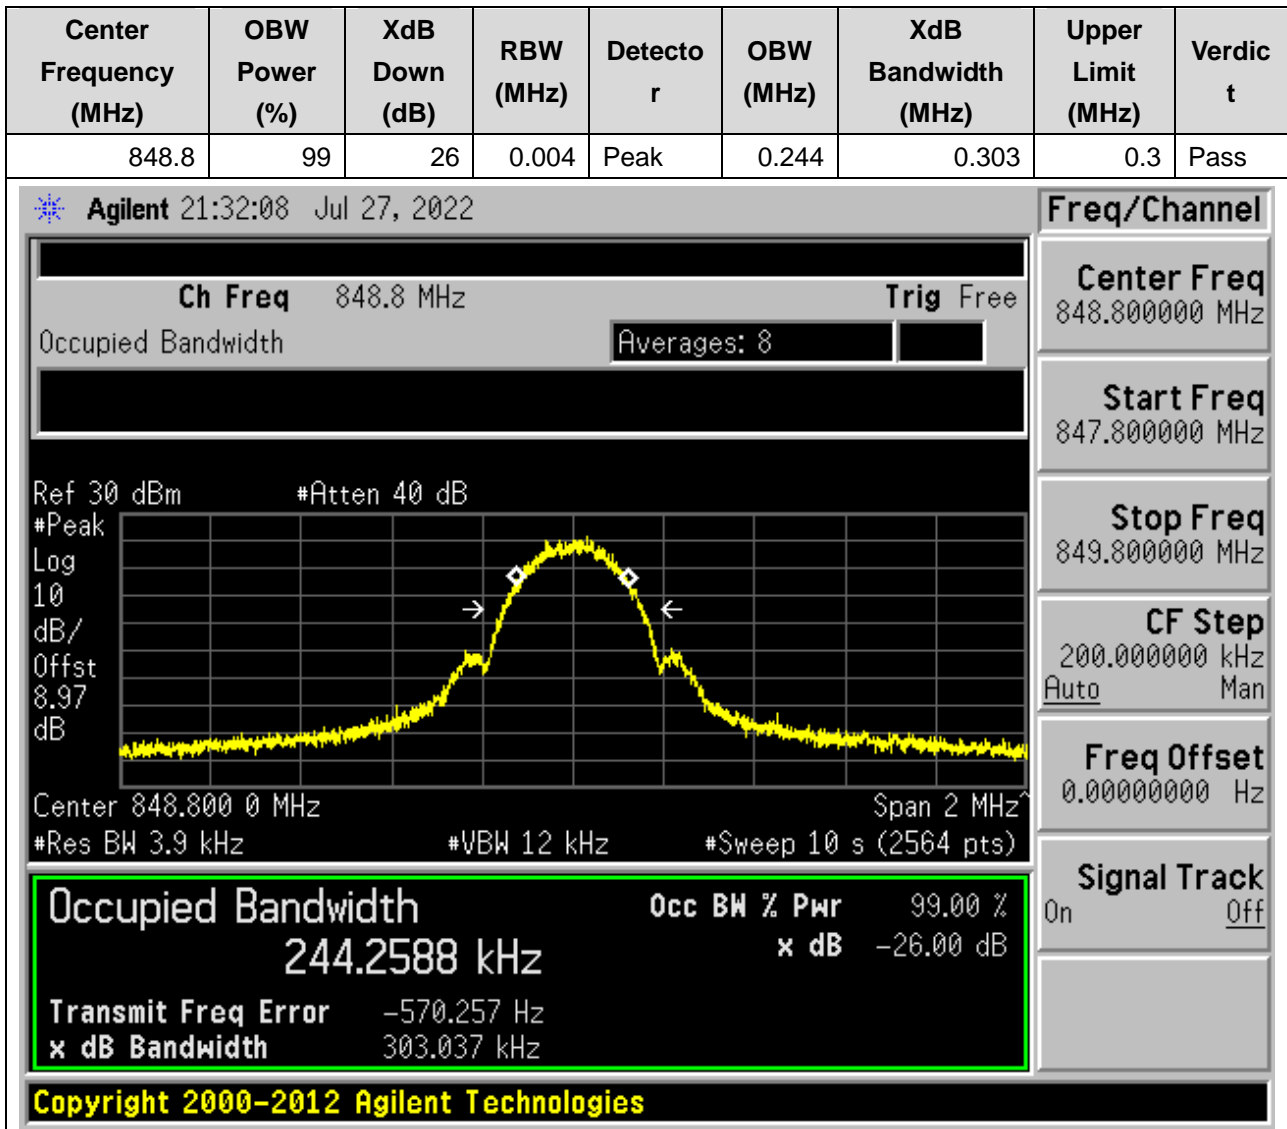 Center Frequency (MHz) | OBW Power (%) | XdB Down (dB) | RBW (MHz) | Detecto r | OBW (MHz) | XdB Bandwidth (MHz) | Upper Limit (MHz) | Verdic t
848.8 | 99 | 26 | 0.004 | Peak | 0.244 | 0.303 | 0.3 | Pass
Agilent 21:32:08 Jul 27, 2022
Freq/Channel
Ch Freq 848.8 MHz Trig Free
Occupied Bandwidth Averages: 8
Center Freq
848.800000 MHz
Start Freq
847.800000 MHz
Stop Freq
849.800000 MHz
CF Step
200.000000 kHz
Auto Man
Freq Offset
0.00000000 Hz
Signal Track
On Off
Ref 30 dBm #Atten 40 dB
#Peak
Log
10
dB/
Offst
8.97
dB
Center 848.800 0 MHz Span 2 MHz^
#Res BW 3.9 kHz #VBW 12 kHz #Sweep 10 s (2564 pts)
Occupied Bandwidth Occ BW % Pwr 99.00 %
244.2588 kHz x dB -26.00 dB
Transmit Freq Error -570.257 Hz
x dB Bandwidth 303.037 kHz
Copyright 2000-2012 Agilent Technologies